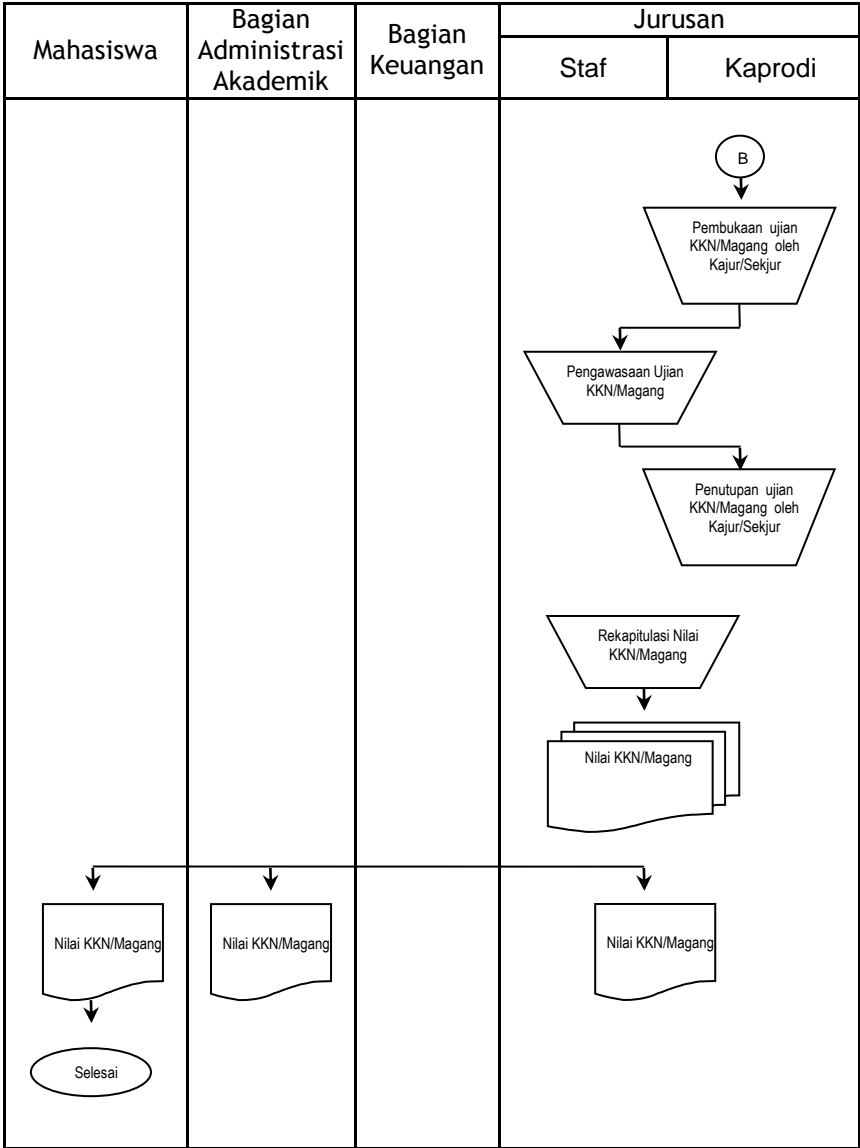 Mahasiswa
Bagian
Administrasi
Akademik
Bagian
Keuangan
Jurusan
Staf
Kaprodi
B
Pembukaan ujian
KKN/Magang oleh
Kajur/Sekjur
Pengawasaan Ujian
KKN/Magang
Penutupan ujian
KKN/Magang oleh
Kajur/Sekjur
Rekapitulasi Nilai
KKN/Magang
Nilai KKN/Magang
Nilai KKN/Magang
Nilai KKN/Magang
Nilai KKN/Magang
Selesai